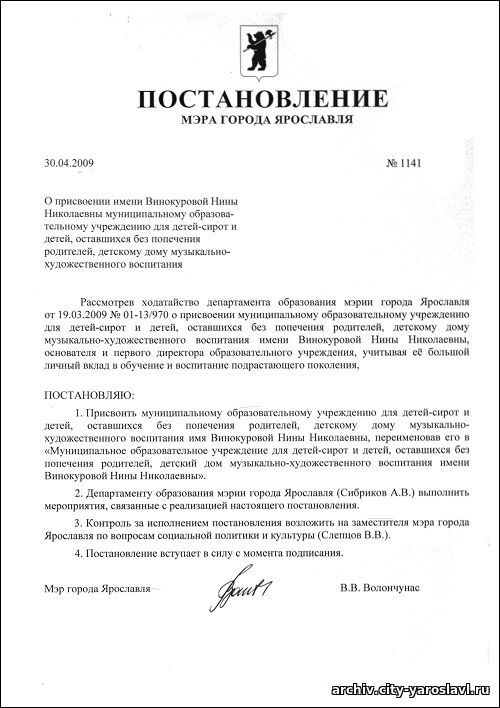 ПОСТАНОВЛЕНИЕ
МЭРА ГОРОДА ЯРОСЛАВЛЯ
30.04.2009 № 1141
О присвоении имени Винокуровой Нины
Николаевны муниципальному образова-
тельному учреждению для детей-сирот и
детей, оставшихся без попечения
родителей, детскому дому музыкально-
художественного воспитания
Рассмотрев ходатайство департамента образования мэрии города Ярославля
от 19.03.2009 № 01-13/970 о присвоении муниципальному образовательному учреждению
для детей-сирот и детей, оставшихся без попечения родителей, детскому дому
музыкально-художественного воспитания имени Винокуровой Нины Николаевны,
основателя и первого директора образовательного учреждения, учитывая её большой
личный вклад в обучение и воспитание подрастающего поколения,
ПОСТАНОВЛЯЮ:
1. Присвоить муниципальному образовательному учреждению для детей-сирот и
детей, оставшихся без попечения родителей, детскому дому музыкально-
художественного воспитания имя Винокуровой Нины Николаевны, переименовав его в
«Муниципальное образовательное учреждение для детей-сирот и детей, оставшихся без
попечения родителей, детский дом музыкально-художественного воспитания имени
Винокуровой Нины Николаевны».
2. Департаменту образования мэрии города Ярославля (Сибриков А.В.) выполнить
мероприятия, связанные с реализацией настоящего постановления.
3. Контроль за исполнением постановления возложить на заместителя мэра города
Ярославля по вопросам социальной политики и культуры (Слепцов В.В.).
4. Постановление вступает в силу с момента подписания.
Мэр города Ярославля В.В. Волончунас
archiv.city-yaroslavl.ru